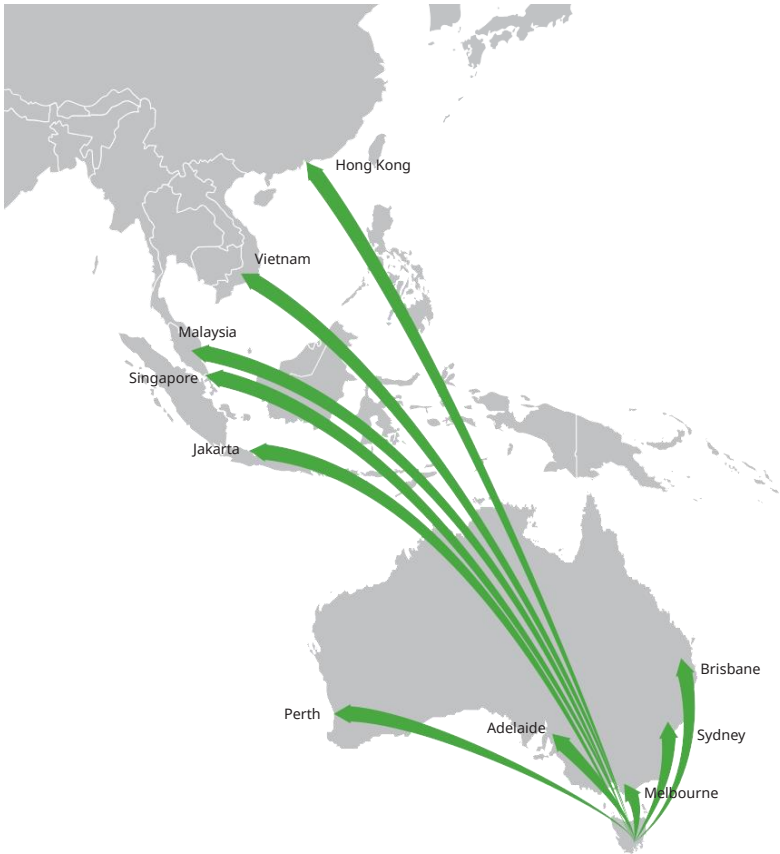 Hong Kong
Vietnam
Malaysia
Singapore
Jakarta
Brisbane
Perth
Adelaide
Sydney
Melbourne